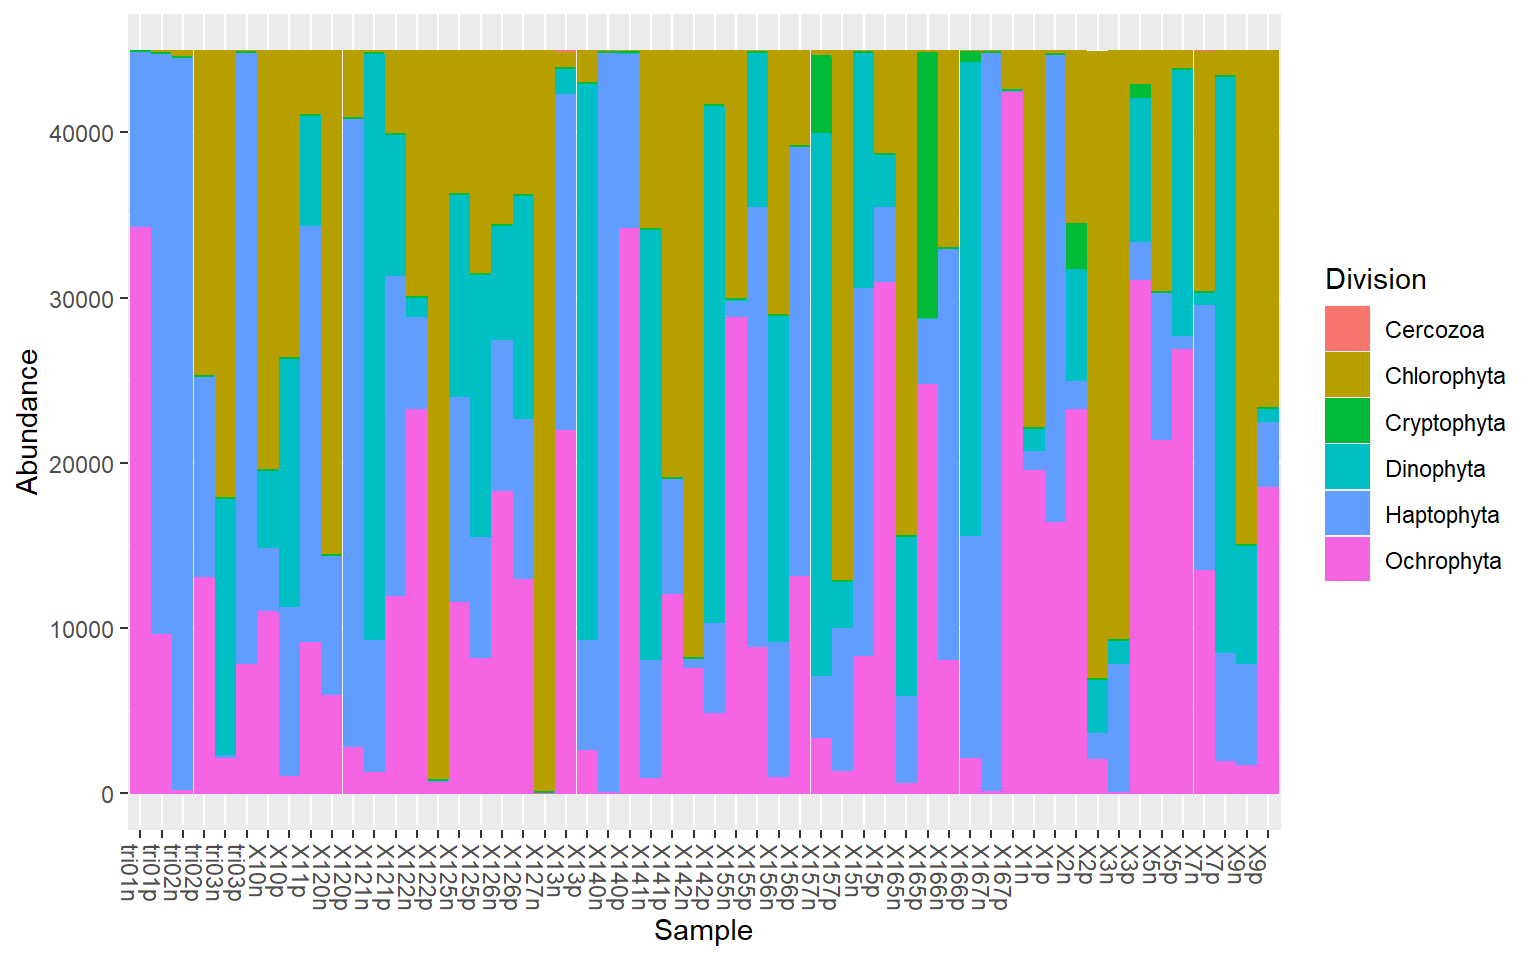 Abundance
40000
30000
20000
10000
0
tri01n
tri01p
tri02n
tri02p
tri03n
tri03p
X10n
X10p
X11p
X120n
X120p
X121n
X121p
X122n
X122p
X125n
X125p
X126n
X126p
X127n
X13n
X13p
X140n
X140p
X141n
X141p
X142n
X142p
X155n
X155p
X156n
X156p
X157n
X157p
X15n
X15p
X165n
X165p
X166n
X166p
X167n
X167p
X1n
X1p
X2n
X2p
X3n
X3p
X5n
X5p
X7n
X7p
X9n
X9p
Sample
Division
Cercozoa
Chlorophyta
Cryptophyta
Dinophyta
Haptophyta
Ochrophyta